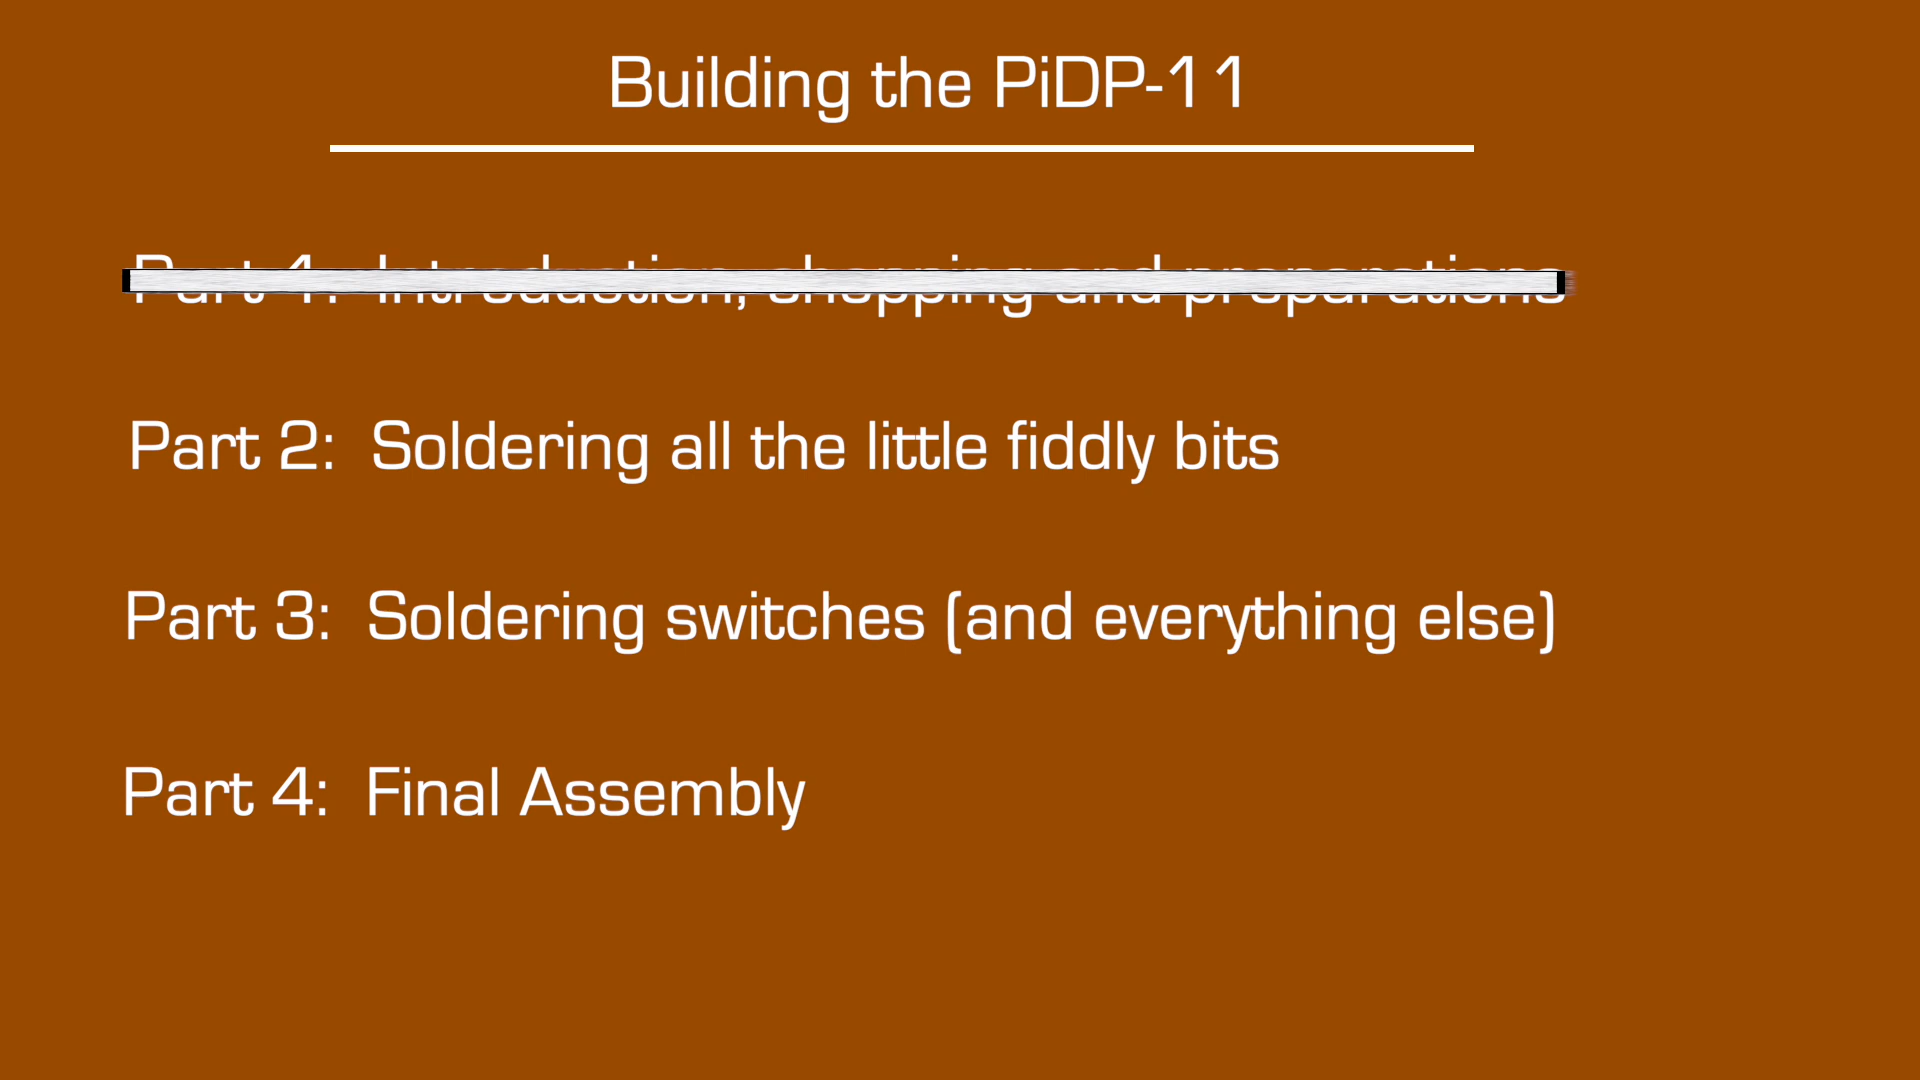 Building the PiDP-11
Part 1: Introduction, shopping and preparations
Part 2: Soldering all the little fiddly bits
Part 3: Soldering switches (and everything else)
Part 4: Final Assembly